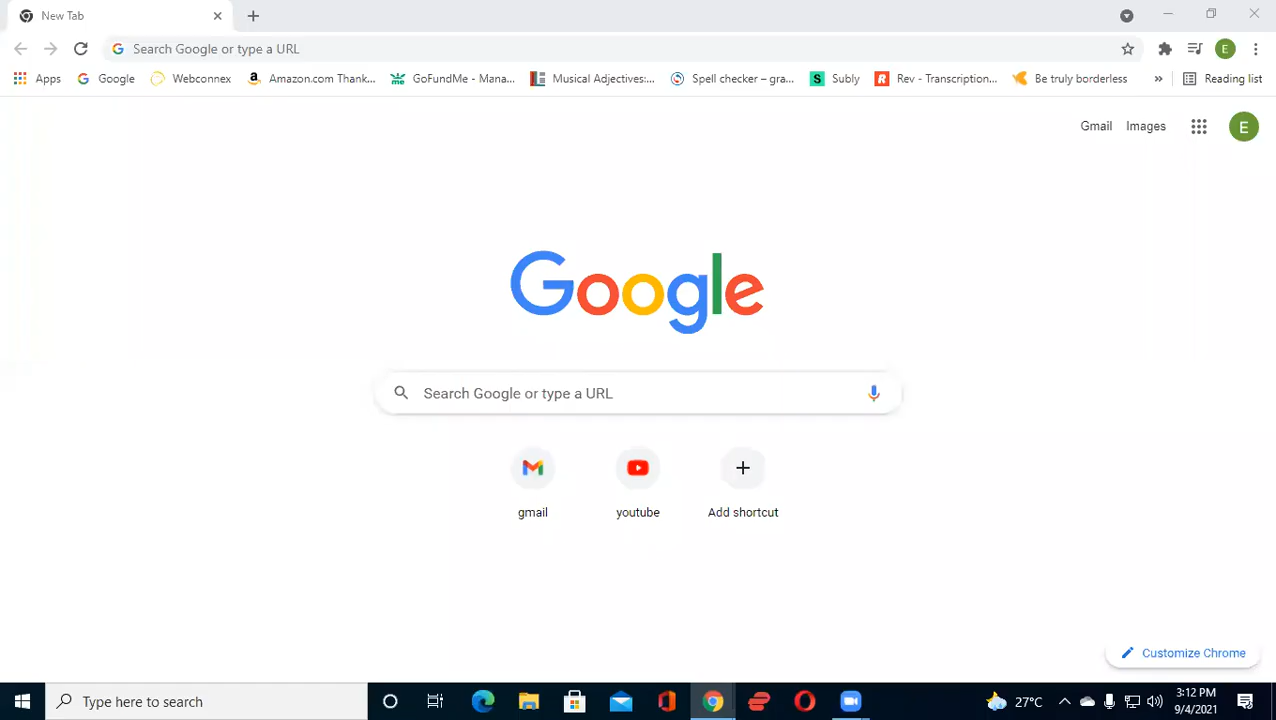 New Tab
Search Google or type a URL
Apps Google Webconnex Amazon.com Thank... GoFundMe - Mana... Musical Adjectives:... Spell checker – gra... Subly Rev - Transcription... Be truly borderless » Reading list
E
Gmail Images E
Google
Search Google or type a URL
gmail youtube Add shortcut
Customize Chrome
Type here to search
27°C
3:12 PM
9/4/2021